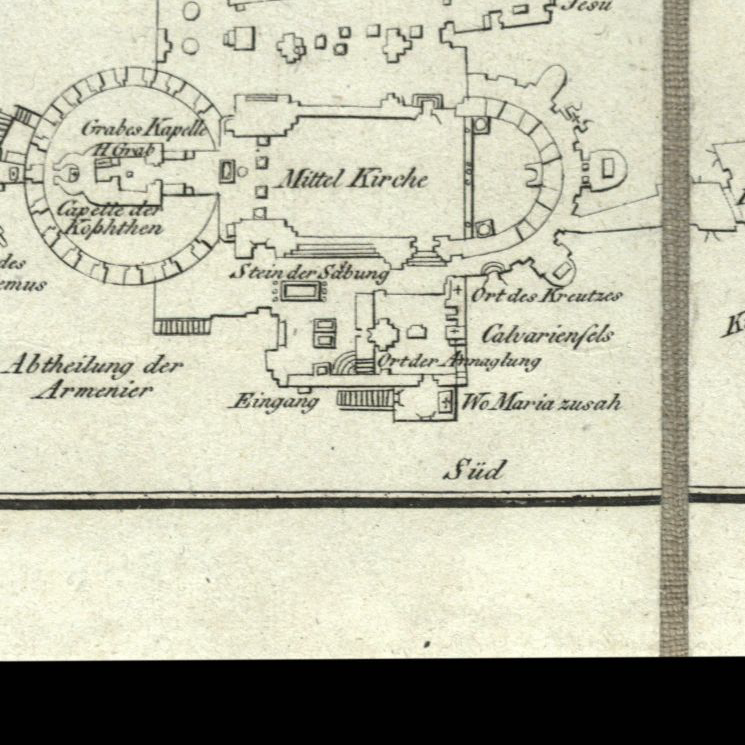 Jesu
Grabes Kapelle
H Grab
Mittel Kirche
Capelle der
Kophthen
des
emus
Stein der Salbung
Ort des Kreutzes
Calvarienfels
Abtheilung der
Armenier
Ort der Annaglung
Eingang
Wo Maria zusah
Süd